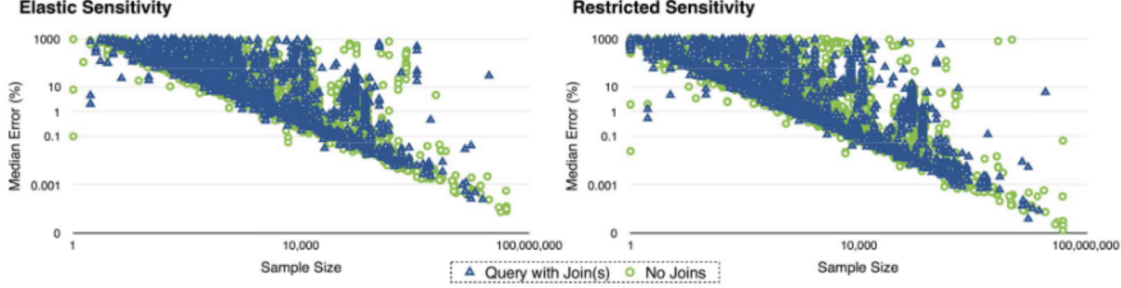 Elastic Sensitivity
Median Error (%)
1000
100
10
1
0.1
0.001
0
1
10,000
100,000,000
Sample Size
Restricted Sensitivity
Median Error (%)
1000
100
10
1
0.1
0.001
0
1
10,000
100,000,000
Sample Size
Query with Join(s) No Joins